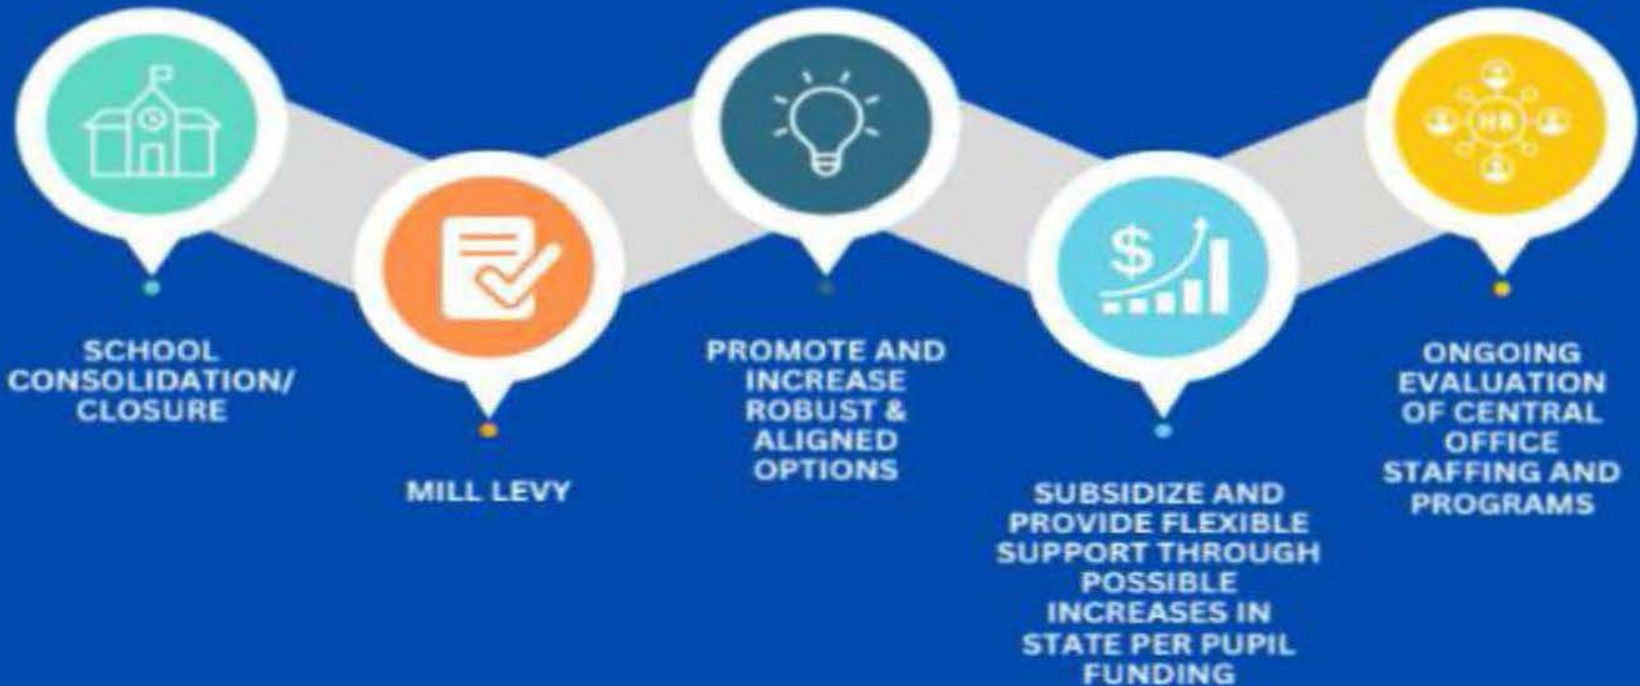 HR
SCHOOL
CONSOLIDATION/
CLOSURE
MILL LEVY
PROMOTE AND
INCREASE
ROBUST &
ALIGNED
OPTIONS
$
SUBSIDIZE AND
PROVIDE FLEXIBLE
SUPPORT THROUGH
POSSIBLE
INCREASES IN
STATE PER PUPIL
FUNDING
ONGOING
EVALUATION
OF CENTRAL
OFFICE
STAFFING AND
PROGRAMS